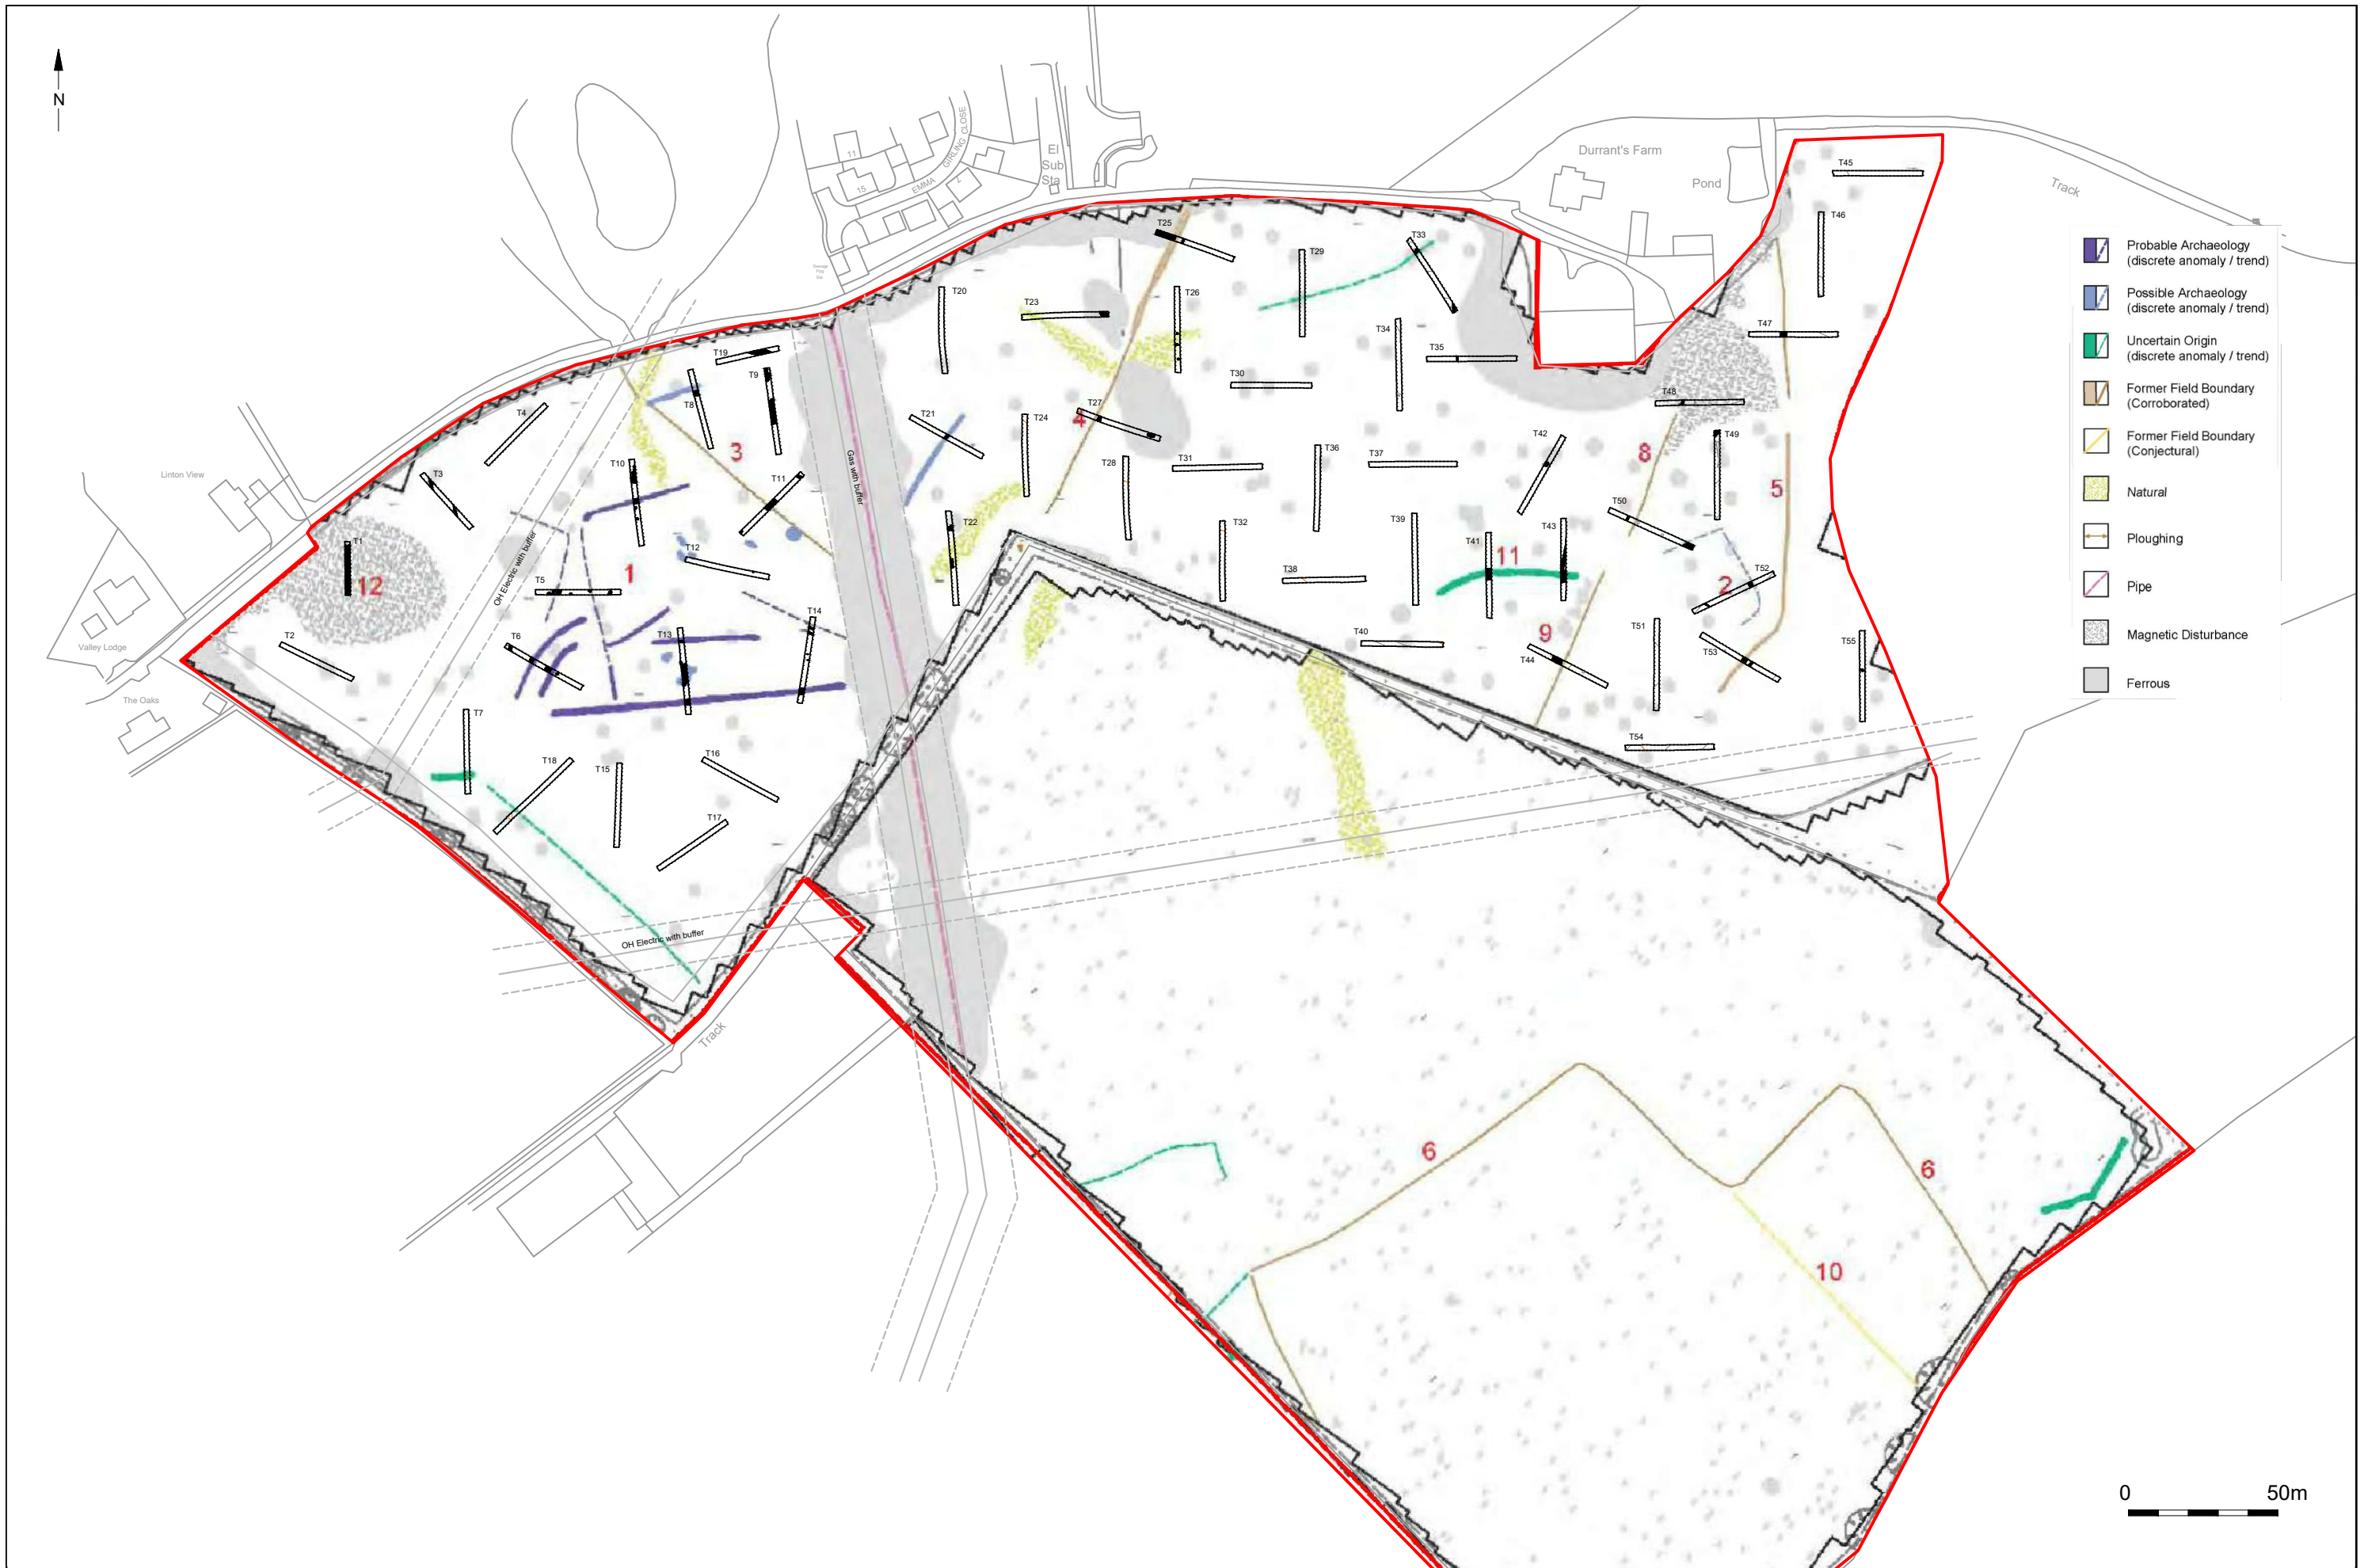 N
11
15
2
EMMA
GIRLING CLOSE
El
Sub
Sta
Durrant's Farm
Pond
Track
Linton View
Valley Lodge
The Oaks
Track
OH Electric with buffer
OH Electric with buffer
Gas with buffer
T1
T2
T3
T4
T5
T6
T7
T8
T9
T10
T11
T12
T13
T14
T15
T16
T17
T18
T19
T20
T21
T22
T23
T24
T25
T26
T27
T28
T29
T30
T31
T32
T33
T34
T35
T36
T37
T38
T39
T40
T41
T42
T43
T44
T45
T46
T47
T48
T49
T50
T51
T52
T53
T54
T55
1
2
3
4
5
6
6
8
9
10
11
12
Probable Archaeology
(discrete anomaly / trend)
Possible Archaeology
(discrete anomaly / trend)
Uncertain Origin
(discrete anomaly / trend)
Former Field Boundary
(Corroborated)
Former Field Boundary
(Conjectural)
Natural
Ploughing
Pipe
Magnetic Disturbance
Ferrous
0 50m